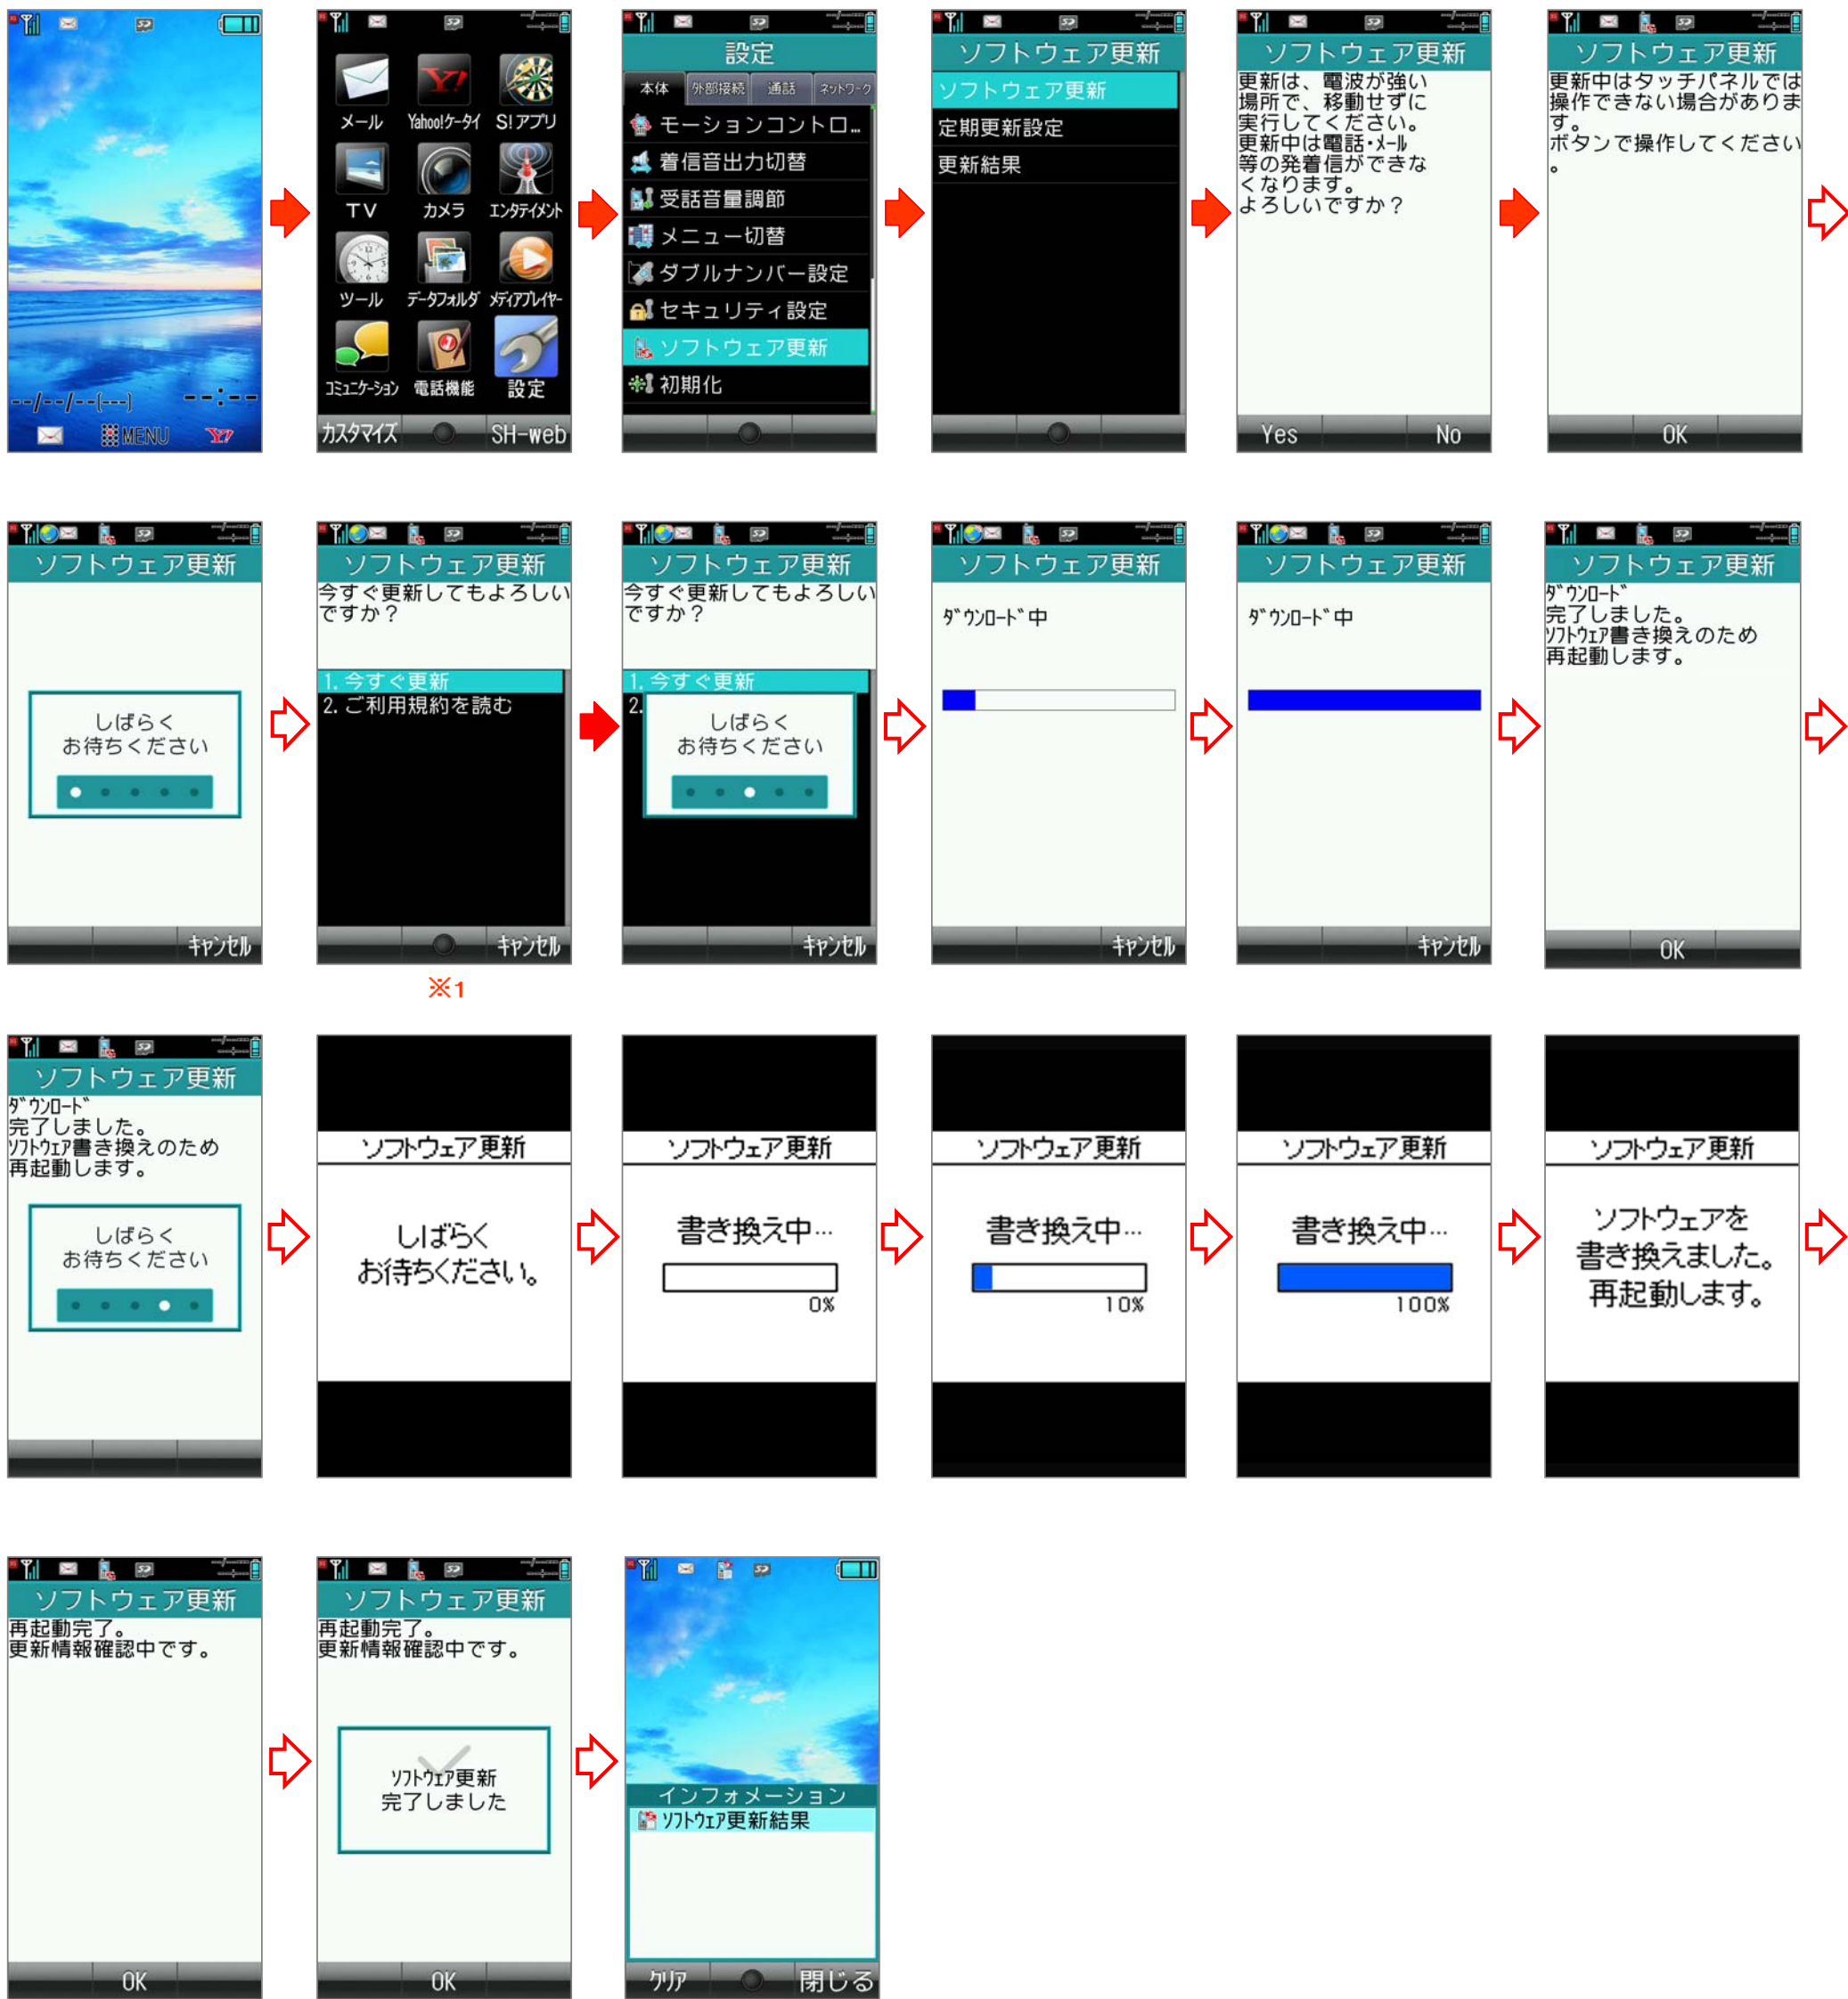 --/--/--(---)
--:--
MENU
Y!
メール
Yahoo!ケータイ
S!アプリ
TV
カメラ
エンタテイメント
ツール
データフォルダ
メディアプレイヤー
コミュニケーション
電話機能
設定
カスタマイズ
SH-web
設定
本体
外部接続
通話
ネットワーク
モーションコントロ…
着信音出力切替
受話音量調節
メニュー切替
ダブルナンバー設定
セキュリティ設定
ソフトウェア更新
初期化
ソフトウェア更新
ソフトウェア更新
定期更新設定
更新結果
ソフトウェア更新
更新は、電波が強い
場所で、移動せずに
実行してください。
更新中は電話・ﾒｰﾙ
等の発着信ができな
くなります。
よろしいですか？
Yes
No
ソフトウェア更新
更新中はタッチパネルでは
操作できない場合がありま
す。
ボタンで操作してください
。
OK
ソフトウェア更新
しばらく
お待ちください
ｷｬﾝｾﾙ
ソフトウェア更新
今すぐ更新してもよろしい
ですか？
1.今すぐ更新
2.ご利用規約を読む
ｷｬﾝｾﾙ
※1
ソフトウェア更新
今すぐ更新してもよろしい
ですか？
1.今すぐ更新
2.
しばらく
お待ちください
ｷｬﾝｾﾙ
ソフトウェア更新
ﾀﾞｳﾝﾛｰﾄﾞ中
ｷｬﾝｾﾙ
ソフトウェア更新
ﾀﾞｳﾝﾛｰﾄﾞ中
ｷｬﾝｾﾙ
ソフトウェア更新
ﾀﾞｳﾝﾛｰﾄﾞ
完了しました。
ｿﾌﾄｳｪｱ書き換えのため
再起動します。
OK
ソフトウェア更新
ﾀﾞｳﾝﾛｰﾄﾞ
完了しました。
ｿﾌﾄｳｪｱ書き換えのため
再起動します。
しばらく
お待ちください
ソフトウェア更新
しばらく
お待ちください。
ソフトウェア更新
書き換え中…
0%
ソフトウェア更新
書き換え中…
10%
ソフトウェア更新
書き換え中…
100%
ソフトウェア更新
ソフトウェアを
書き換えました。
再起動します。
ソフトウェア更新
再起動完了。
更新情報確認中です。
OK
ソフトウェア更新
再起動完了。
更新情報確認中です。
ｿﾌﾄｳｪｱ更新
完了しました
OK
インフォメーション
ｿﾌﾄｳｪｱ更新結果
ｸﾘｱ
閉じる